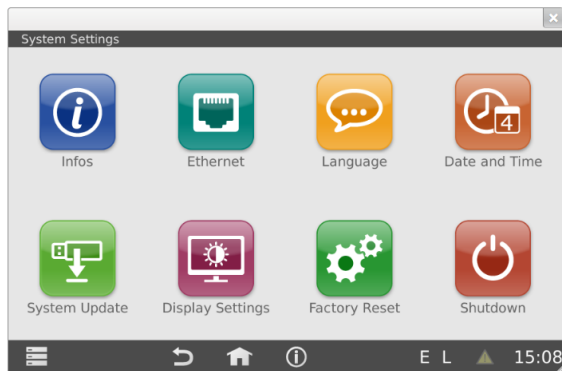 System Settings
4
Infos Ethernet Language Date and Time
System Update Display Settings Factory Reset Shutdown
E L 15:08